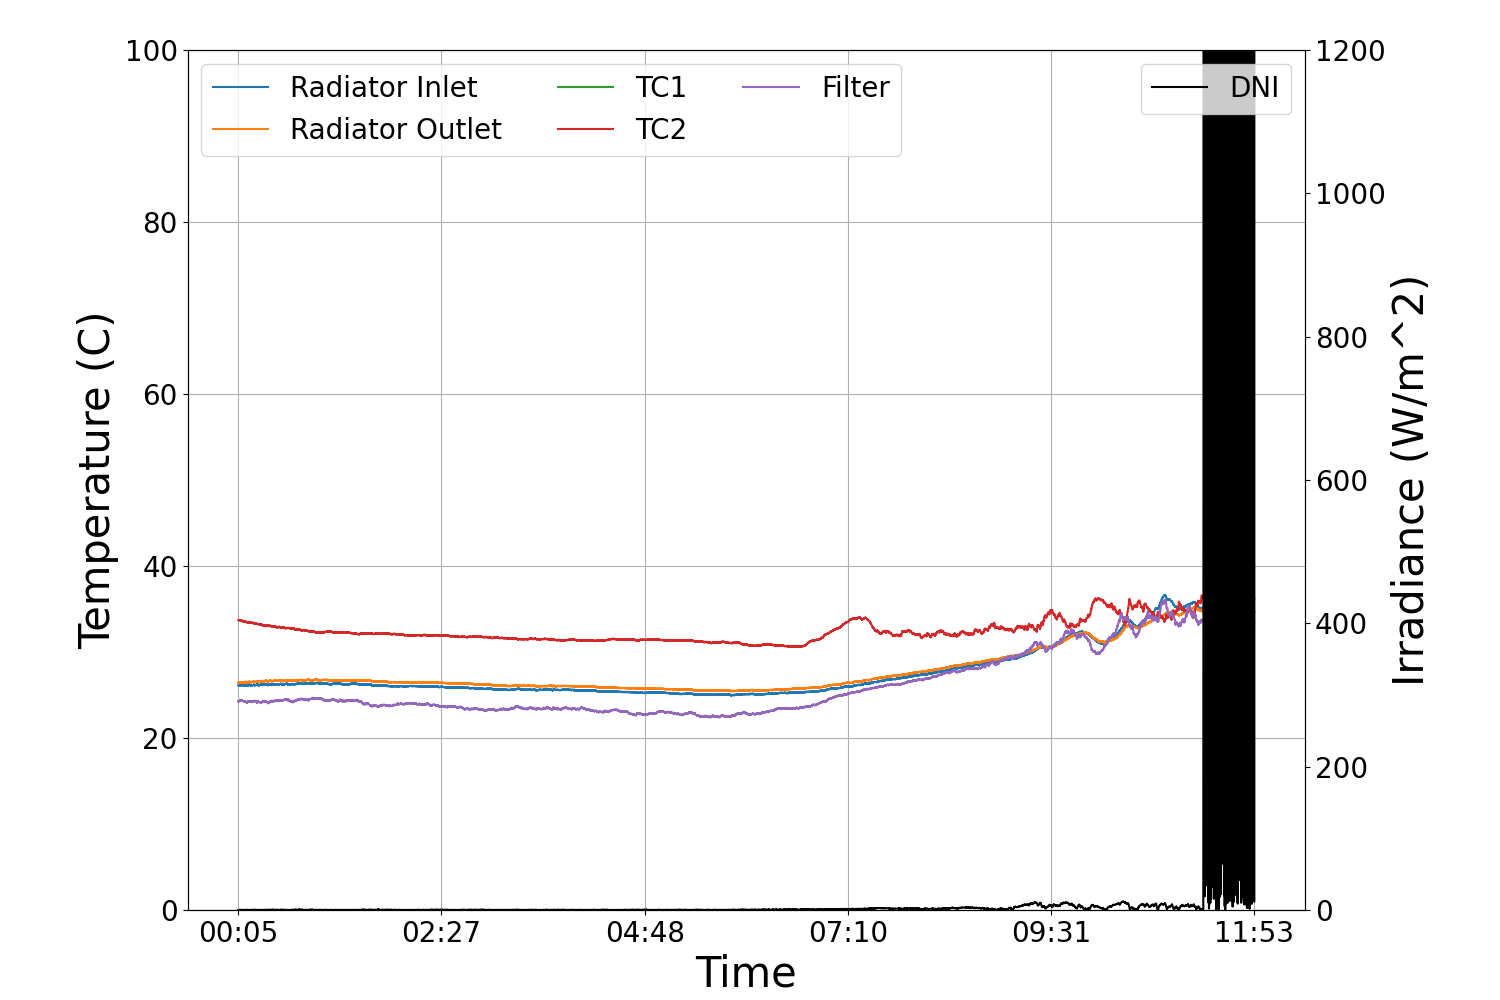 Radiator Inlet
Radiator Outlet
TC1
TC2
Filter
DNI
Temperature (C)
100
80
60
40
20
0
1200
1000
800
600
400
200
0
Irradiance (W/m^2)
00:05 02:27 04:48 07:10 09:31 11:53
Time